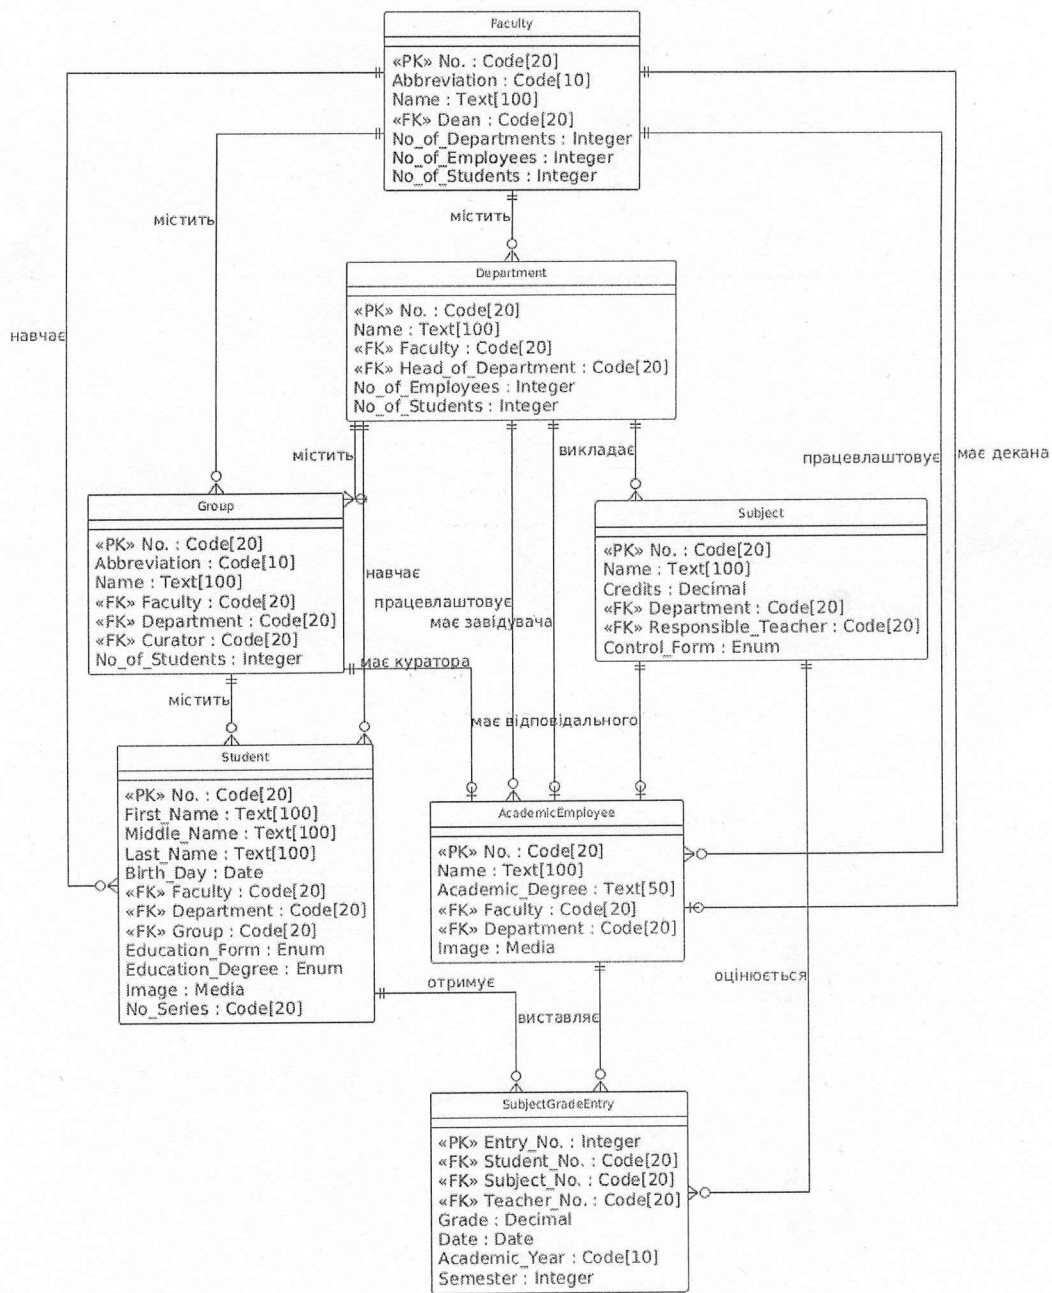 Faculty
«PK» No. : Code[20]
Abbreviation : Code[10]
Name : Text[100]
«FK» Dean : Code[20]
No_of_Departments : Integer
No_of_Employees : Integer
No_of_Students : Integer
містить
містить
Department
«PK» No. : Code[20]
Name : Text[100]
«FK» Faculty : Code[20]
«FK» Head_of_Department : Code[20]
No_of_Employees : Integer
No_of_Students : Integer
навчає
містить
викладає
працевлаштовує
має декана
Group
«PK» No. : Code[20]
Abbreviation : Code[10]
Name : Text[100]
«FK» Faculty : Code[20]
«FK» Department : Code[20]
«FK» Curator : Code[20]
No_of_Students : Integer
Subject
«PK» No. : Code[20]
Name : Text[100]
Credits : Decimal
«FK» Department : Code[20]
«FK» Responsible_Teacher : Code[20]
Control_Form : Enum
навчає
працевлаштовує
має завідувача
має куратора
містить
має відповідального
Student
«PK» No. : Code[20]
First_Name : Text[100]
Middle_Name : Text[100]
Last_Name : Text[100]
Birth_Day : Date
«FK» Faculty : Code[20]
«FK» Department : Code[20]
«FK» Group : Code[20]
Education_Form : Enum
Education_Degree : Enum
Image : Media
No_Series : Code[20]
AcademicEmployee
«PK» No. : Code[20]
Name : Text[100]
Academic_Degree : Text[50]
«FK» Faculty : Code[20]
«FK» Department : Code[20]
Image : Media
отримує
виставляє
оцінюється
SubjectGradeEntry
«PK» Entry_No. : Integer
«FK» Student_No. : Code[20]
«FK» Subject_No. : Code[20]
«FK» Teacher_No. : Code[20]
Grade : Decimal
Date : Date
Academic_Year : Code[10]
Semester : Integer